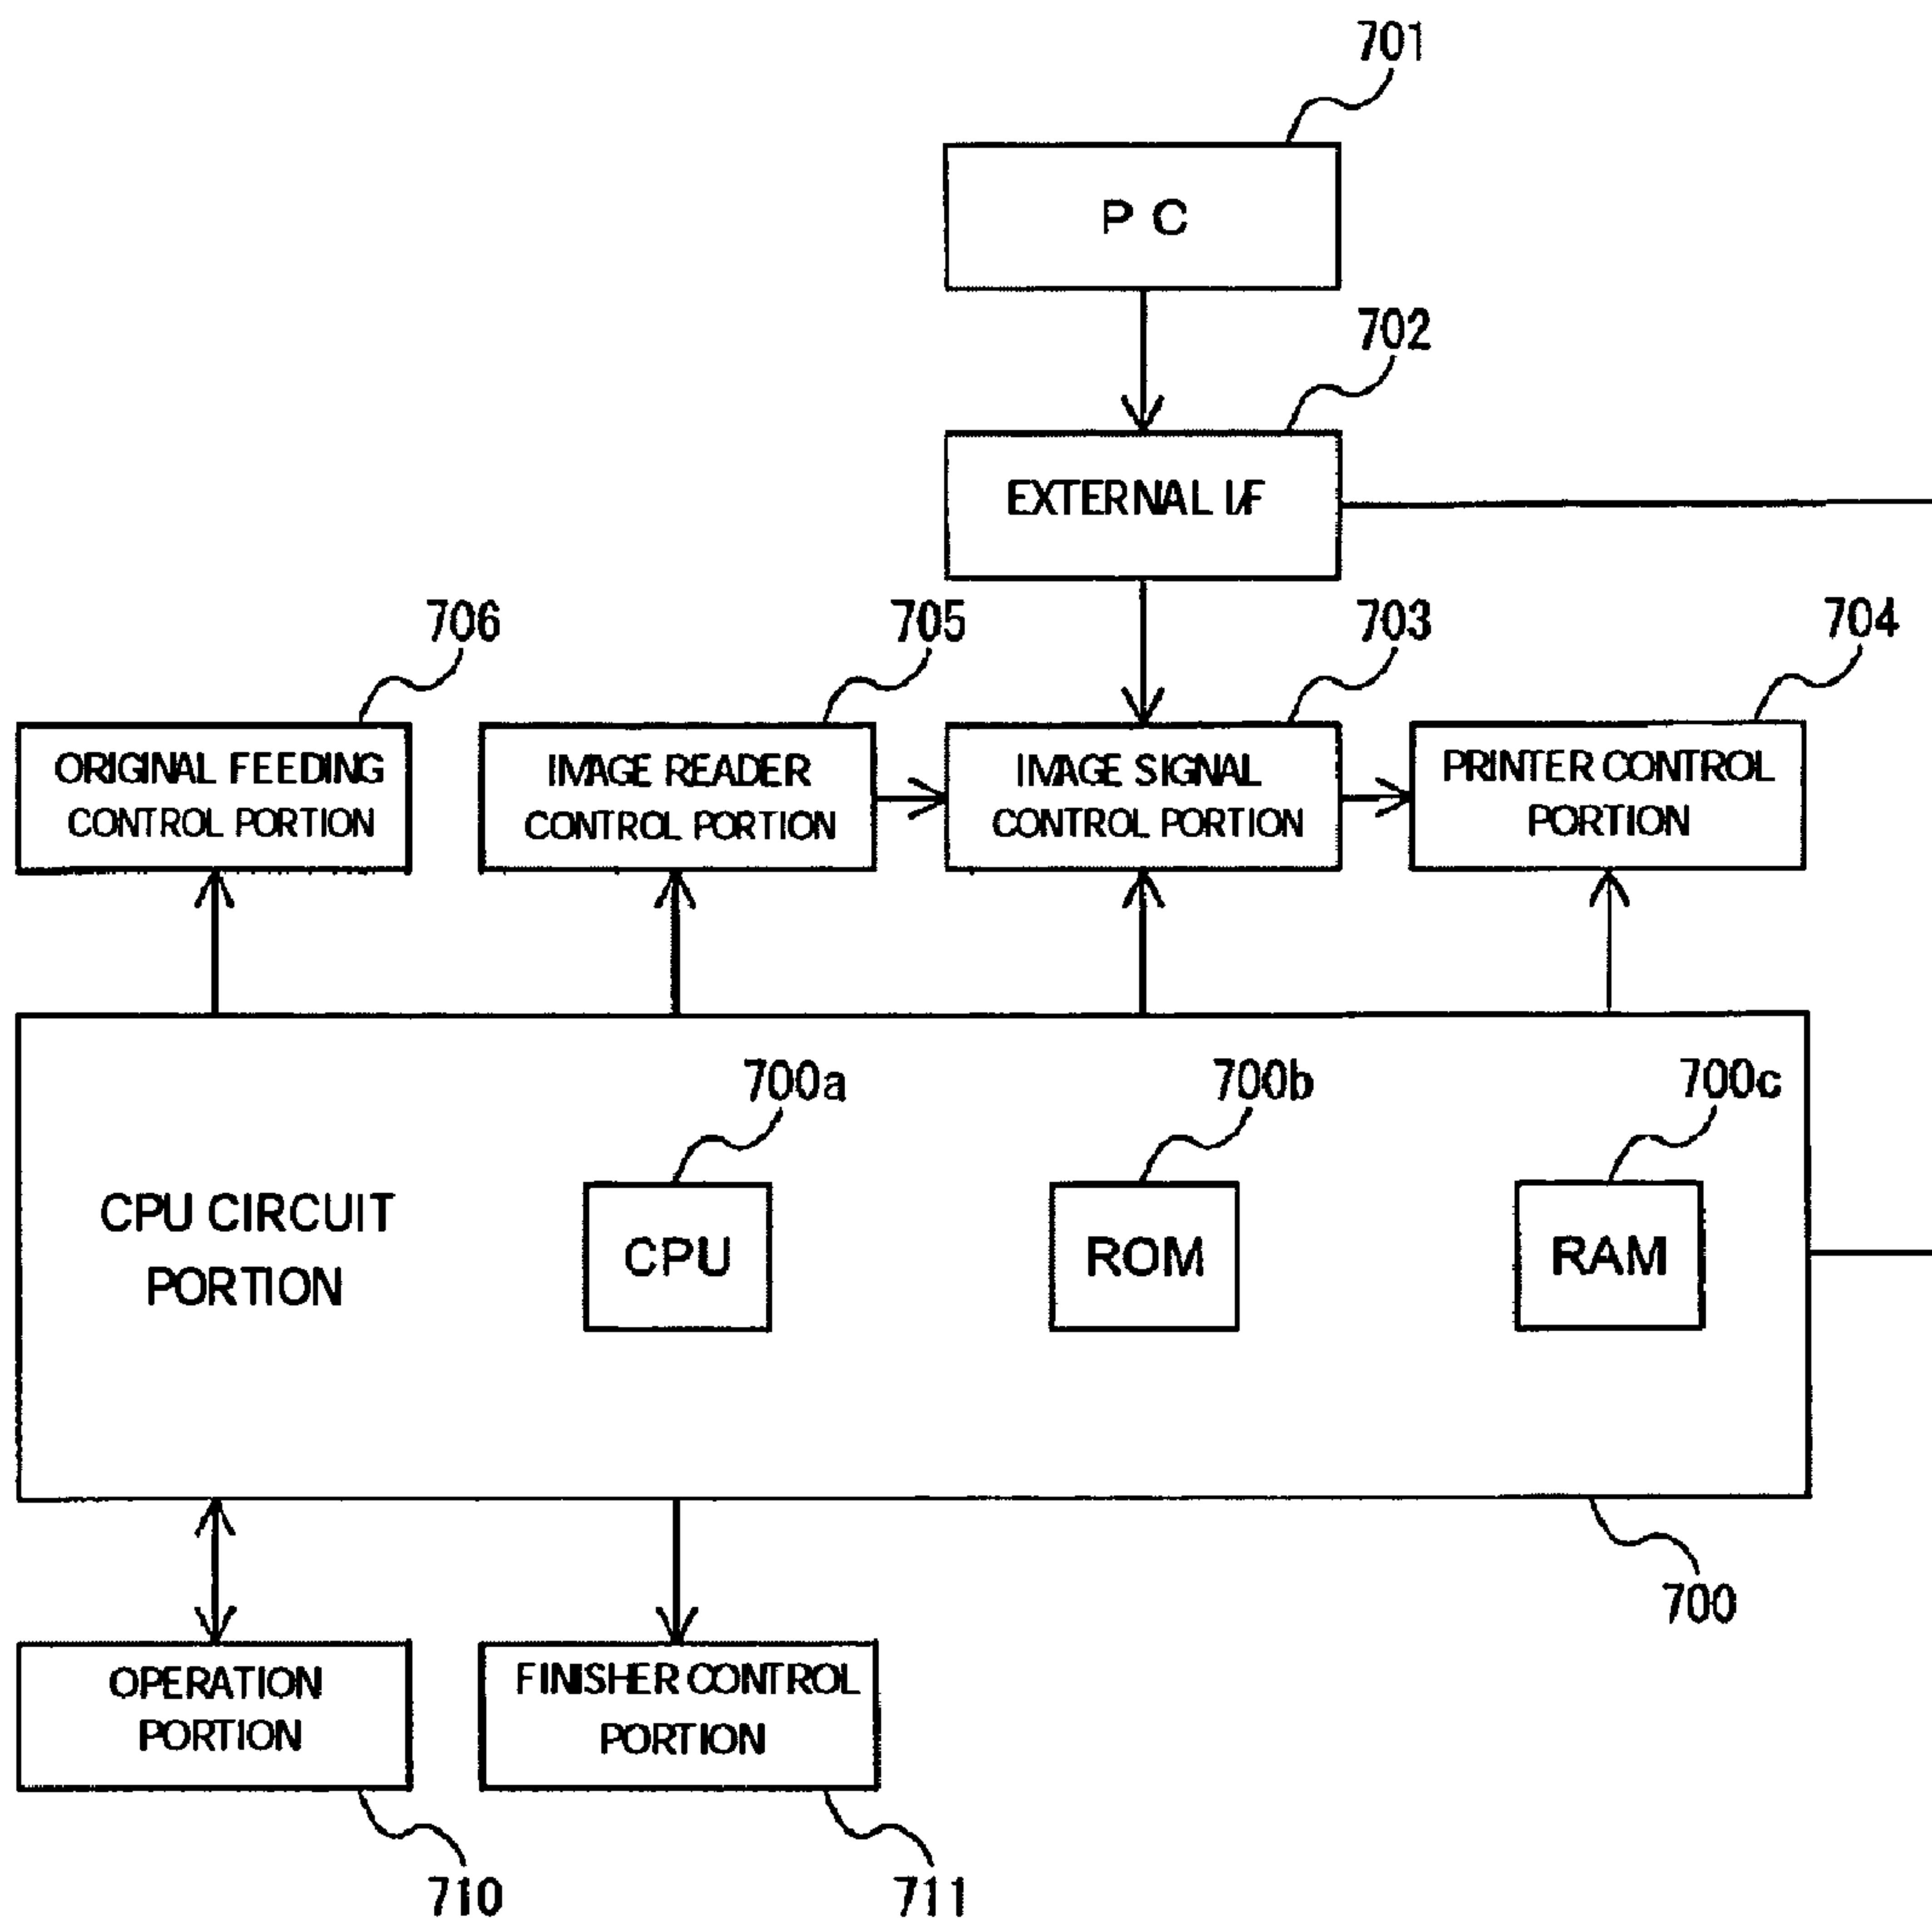 701
P C
702
EXTERNAL I/F
706
705
703
704
ORIGINAL FEEDING
CONTROL PORTION
IMAGE READER
CONTROL PORTION
IMAGE SIGNAL
CONTROL PORTION
PRINTER CONTROL
PORTION
700a
700b
700c
CPU CIRCUIT
PORTION
CPU
ROM
RAM
700
OPERATION
PORTION
FINISHER CONTROL
PORTION
710
711